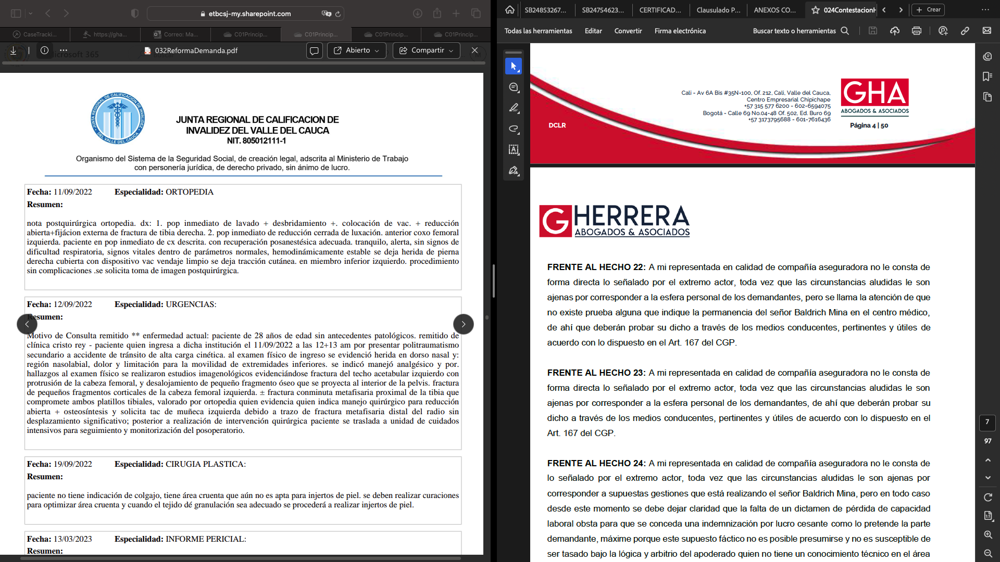 etbcsj-my.sharepoint.com
CaseTracki...
https://gha...
Correo: Ma...
C01Princip...
C01Princip...
C01Princip...
C01Princip...
Microsoft 365
032ReformaDemanda.pdf
Abierto
Compartir
JUNTA REGIONAL DE CALIFICACION DE INVALIDEZ
DEL VALLE DEL CAUCA
JUNTA REGIONAL DE CALIFICACION DE
INVALIDEZ DEL VALLE DEL CAUCA
NIT. 805012111-1
Organismo del Sistema de la Seguridad Social, de creación legal, adscrita al Ministerio de Trabajo
con personería jurídica, de derecho privado, sin ánimo de lucro.
Fecha: 11/09/2022 Especialidad: ORTOPEDIA
Resumen:
nota postquirúrgica ortopedia. dx: 1. pop inmediato de lavado + desbridamiento +. colocación de vac. + reducción
abierta+fijácion externa de fractura de tibia derecha. 2. pop inmediato de reducción cerrada de luxación. anterior coxo femoral
izquierda. paciente en pop inmediato de cx descrita. con recuperación posanestésica adecuada. tranquilo, alerta, sin signos de
dificultad respiratoria, signos vitales dentro de parámetros normales, hemodinámicamente estable se deja herida de pierna
derecha cubierta con dispositivo vac vendaje limpio se deja tracción cutánea. en miembro inferior izquierdo. procedimiento
sin complicaciones .se solicita toma de imagen postquirúrgica.
Fecha: 12/09/2022 Especialidad: URGENCIAS:
Resumen:
Motivo de Consulta remitido ** enfermedad actual: paciente de 28 años de edad sin antecedentes patológicos. remitido de
clínica cristo rey - paciente quien ingresa a dicha institución el 11/09/2022 a las 12+13 am por presentar politraumatismo
secundario a accidente de tránsito de alta carga cinética. al examen físico de ingreso se evidenció herida en dorso nasal y:
región nasolabial, dolor y limitación para la movilidad de extremidades inferiores. se indicó manejó analgésico y por.
hallazgos al examen físico se realizaron estudios imagenológicos evidenciándose fractura del techo acetabular izquierdo con
protrusión de la cabeza femoral, y desalojamiento de pequeño fragmento óseo que se proyecta al interior de la pelvis. fractura
de pequeños fragmentos corticales de la cabeza femoral izquierda. ± fractura conminuta metafisaria proximal de la tibia que
compromete ambos platillos tibiales, valorado por ortopedia quien evidencia quien indica manejo quirúrgico para reducción
abierta + osteosíntesis y solicita tac de muñeca izquierda debido a trazo de fractura metafisaria distal del radio sin
desplazamiento significativo; posterior a realización de intervención quirúrgica paciente se traslada a unidad de cuidados
intensivos para seguimiento y monitorización del posoperatorio.
Fecha: 19/09/2022 Especialidad: CIRUGIA PLASTICA:
Resumen:
paciente no tiene indicación de colgajo, tiene área cruenta que aún no es apta para injertos de piel. se deben realizar curaciones
para optimizar área cruenta y cuando el tejido dé granulación sea adecuado se procederá a realizar injertos de piel.
Fecha: 13/03/2023 Especialidad: INFORME PERICIAL:
Resumen:
SB24853267...
SB24754623...
CERTIFICAD...
Clausulado P...
ANEXOS CO...
024Contestacion
Crear
Todas las herramientas
Editar
Convertir
Firma electrónica
Buscar texto o herramientas
Cali - Av 6A Bis #35N-100, Of. 212, Cali, Valle del Cauca,
Centro Empresarial Chipichape
+57 315 577 6200 - 602-6594075
Bogotá - Calle 69 No.04-48 Of. 502, Ed. Buro 69
+57 3173795688 - 601-7616436
GHA
ABOGADOS & ASOCIADOS
DCLR
Página 4 | 50
G HERRERA
ABOGADOS & ASOCIADOS
FRENTE AL HECHO 22: A mi representada en calidad de compañía aseguradora no le consta de
forma directa lo señalado por el extremo actor, toda vez que las circunstancias aludidas le son
ajenas por corresponder a la esfera personal de los demandantes, pero se llama la atención de que
no existe prueba alguna que indique la permanencia del señor Baldrich Mina en el centro médico,
de ahí que deberán probar su dicho a través de los medios conducentes, pertinentes y útiles de
acuerdo con lo dispuesto en el Art. 167 del CGP.
FRENTE AL HECHO 23: A mi representada en calidad de compañía aseguradora no le consta de
forma directa lo señalado por el extremo actor, toda vez que las circunstancias aludidas le son
ajenas por corresponder a la esfera personal de los demandantes, de ahí que deberán probar su
dicho a través de los medios conducentes, pertinentes y útiles de acuerdo con lo dispuesto en el
Art. 167 del CGP.
FRENTE AL HECHO 24: A mi representada en calidad de compañía aseguradora no le consta de
lo señalado por el extremo actor, toda vez que las circunstancias aludidas le son ajenas por
corresponder a supuestas gestiones que está realizando el señor Baldrich Mina, pero en todo caso
desde este momento se debe dejar claridad que la falta de un dictamen de pérdida de capacidad
laboral obsta para que se conceda una indemnización por lucro cesante como lo pretende la parte
demandante, máxime porque este supuesto fáctico no es posible presumirse y no es susceptible de
ser tasado bajo la lógica y arbitrio del apoderado quien no tiene un conocimiento técnico en el área
7
97